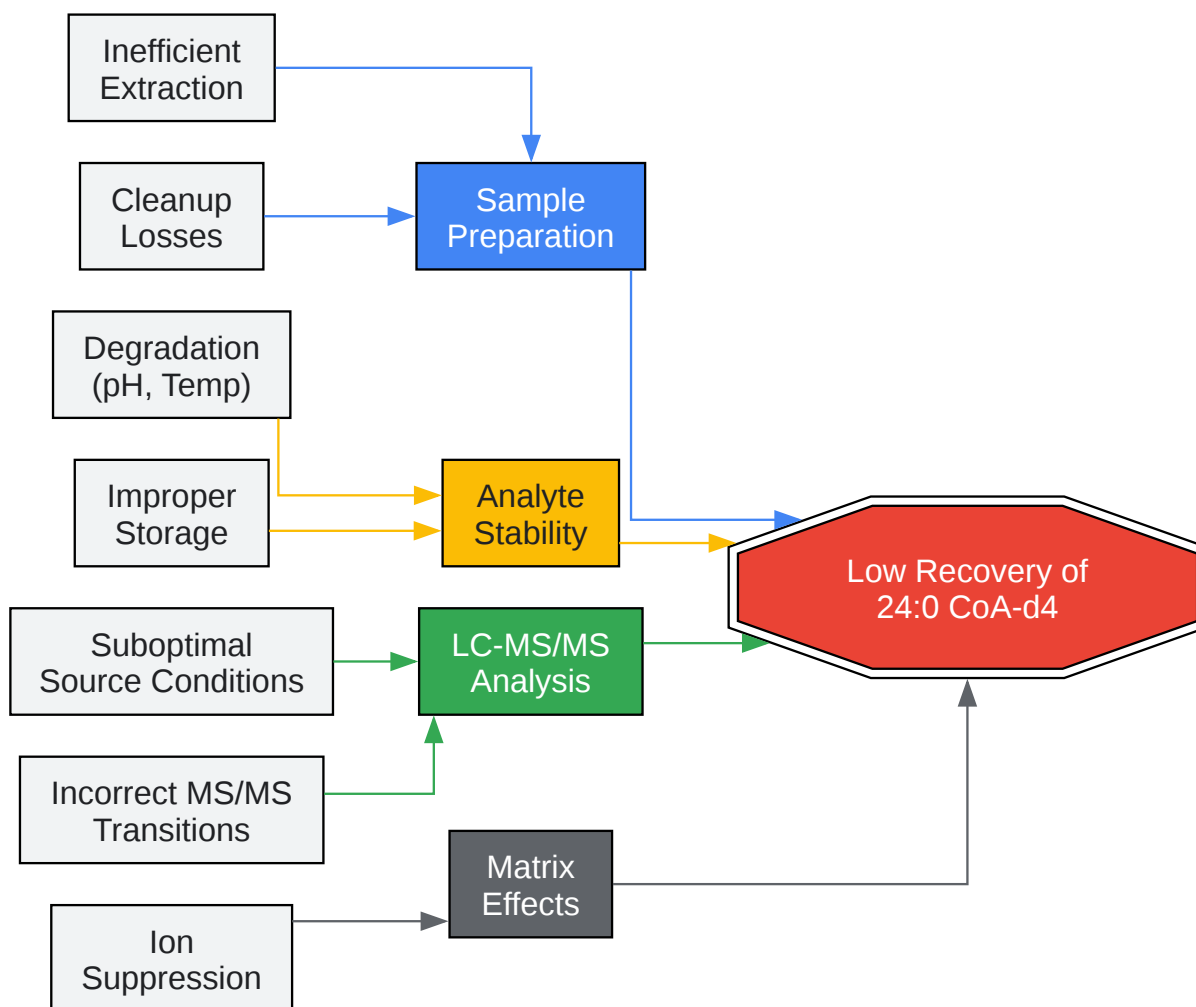 Inefficient
Extraction
Cleanup
Losses
Sample
Preparation
Degradation
(pH, Temp)
Improper
Storage
Analyte
Stability
Low Recovery of
24:0 CoA-d4
Suboptimal
Source Conditions
LC-MS/MS
Analysis
Incorrect MS/MS
Transitions
Matrix
Effects
Ion
Suppression